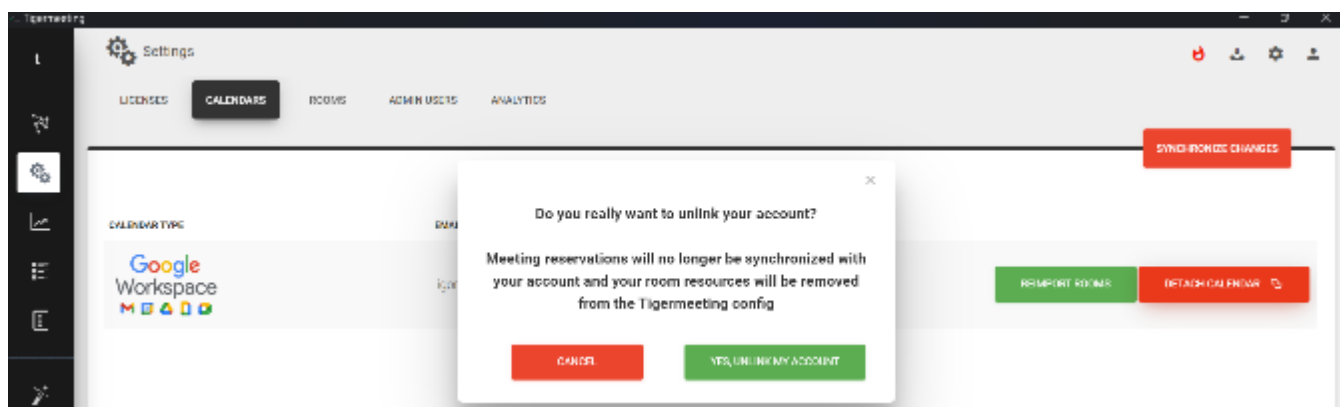 Tigermeeting
Settings
LICENSES CALENDARS ROOMS ADMIN USERS ANALYTICS
SYNCHRONIZE CHANGES
Do you really want to unlink your account?
CALENDAR TYPE
Meeting reservations will no longer be synchronized with
your account and your room resources will be removed
from the Tigermeeting config
Google
Workspace
REIMPORT ROOMS DETACH CALENDAR
CANCEL YES, UNLINK MY ACCOUNT